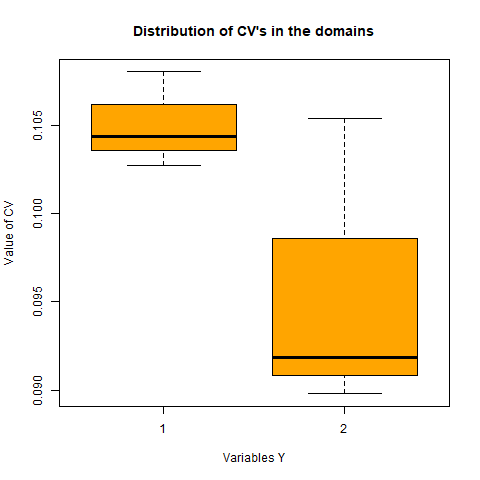 Distribution of CV's in the domains
Value of CV
0.105
0.100
0.095
0.090
1 2
Variables Y